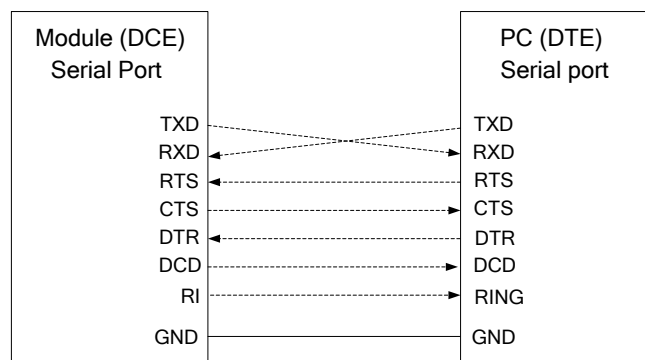 Module (DCE)
Serial Port
TXD
RXD
RTS
CTS
DTR
DCD
RI
GND
PC (DTE)
Serial port
TXD
RXD
RTS
CTS
DTR
DCD
RING
GND